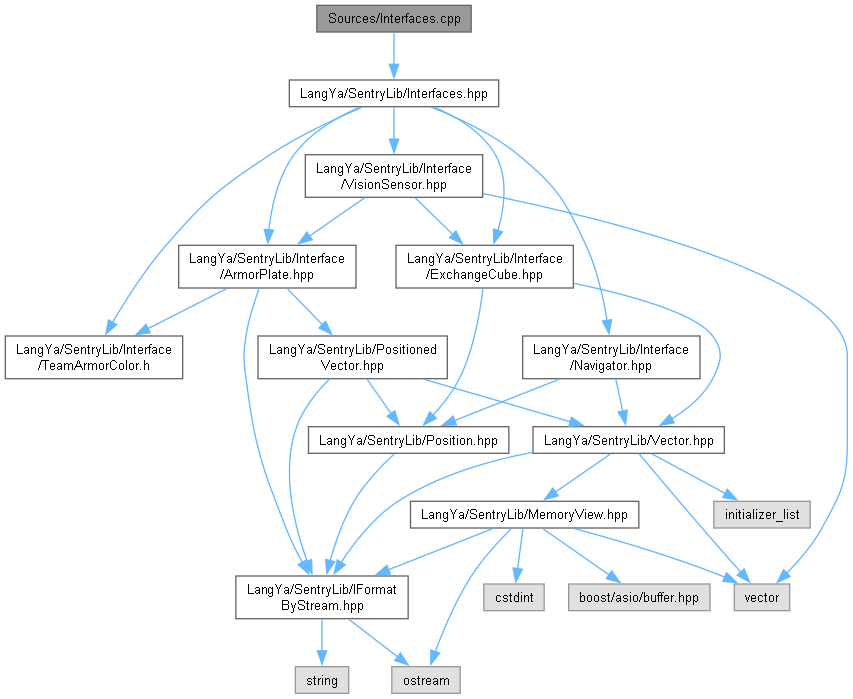 Sources/Interfaces.cpp
LangYa/SentryLib/Interfaces.hpp
LangYa/SentryLib/Interface
/VisionSensor.hpp
LangYa/SentryLib/Interface
/ArmorPlate.hpp
LangYa/SentryLib/Interface
/ExchangeCube.hpp
LangYa/SentryLib/Interface
/TeamArmorColor.h
LangYa/SentryLib/Positioned
Vector.hpp
LangYa/SentryLib/Interface
/Navigator.hpp
LangYa/SentryLib/Position.hpp
LangYa/SentryLib/Vector.hpp
LangYa/SentryLib/MemoryView.hpp
initializer_list
LangYa/SentryLib/IFormat
ByStream.hpp
cstdint
boost/asio/buffer.hpp
vector
string
ostream